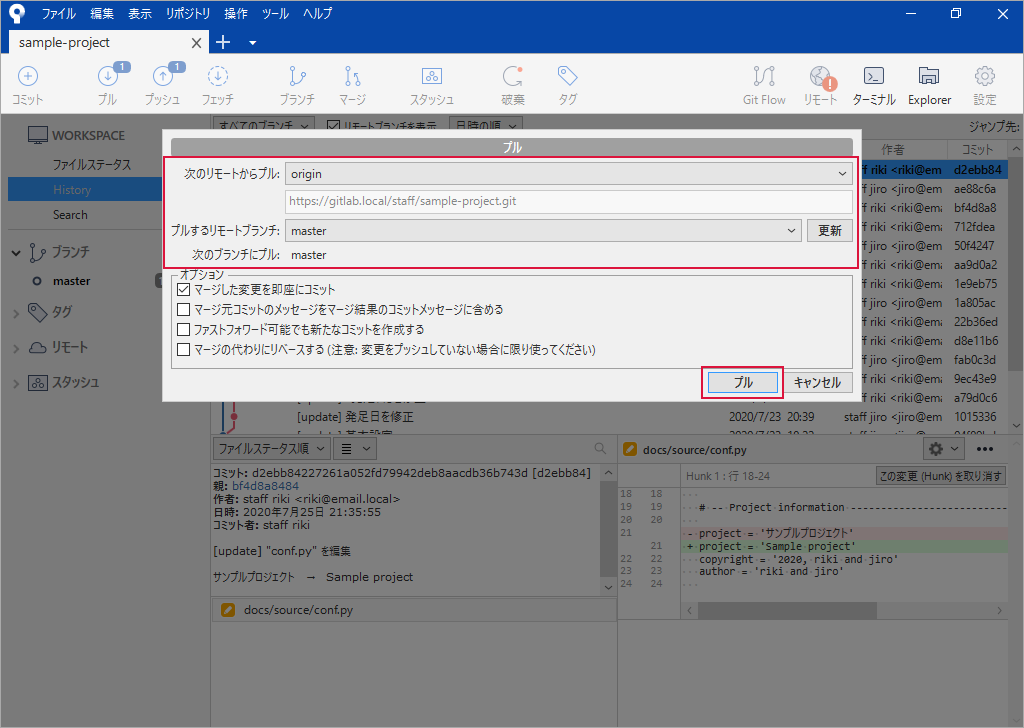 ファイル 編集 表示 リポジトリ 操作 ツール ヘルプ
sample-project
コミット
1
プル
1
プッシュ
フェッチ
ブランチ
マージ
スタッシュ
破棄
タグ
Git Flow
リモート
ターミナル
Explorer
設定
WORKSPACE
ファイルステータス
History
Search
ブランチ
master
タグ
リモート
スタッシュ
すべてのブランチ
リモートブランチを表示
日時の順
ジャンプ先:
作者 コミット
プル
次のリモートからプル: origin
https://gitlab.local/staff/sample-project.git
プルするリモートブランチ: master 更新
次のブランチにプル: master
オプション
マージした変更を即座にコミット
マージ元コミットのメッセージをマージ結果のコミットメッセージに含める
ファストフォワード可能でも新たなコミットを作成する
マージの代わりにリベースする (注意: 変更をプッシュしていない場合に限り使ってください)
プル キャンセル
ff riki <riki@em d2ebb84
ff jiro <jiro@em ae88c6a
ff riki <riki@ema bf4d8a8
ff riki <riki@ema 712fdea
ff jiro <jiro@em 50f4247
ff riki <riki@ema aa9d0a2
ff jiro <jiro@em 1e9eb75
ff riki <riki@ema 1a805ac
ff riki <riki@ema 22b36ed
ff riki <riki@ema d8e11b6
ff jiro <jiro@em fab0c3d
ff riki <riki@ema 9ec43e9
ff riki <riki@ema a79d0c6
[update] 発足日を修正 2020/7/23 20:39 staff jiro <jiro@em 1015336
ファイルステータス順
コミット: d2ebb84227261a052fd79942deb8aacdb36b743d [d2ebb84]
親: bf4d8a8484
作者: staff riki <riki@email.local>
日時: 2020年7月25日 21:35:55
コミット者: staff riki
[update] "conf.py" を編集
サンプルプロジェクト → Sample project
docs/source/conf.py
docs/source/conf.py
Hunk 1 : 行 18-24 この変更 (Hunk) を取り消す
18 18
19 19 # -- Project information --------------------------
20 20
21 - project = 'サンプルプロジェクト'
21 + project = 'Sample project'
22 22 copyright = '2020, riki and jiro'
23 23 author = 'riki and jiro'
24 24